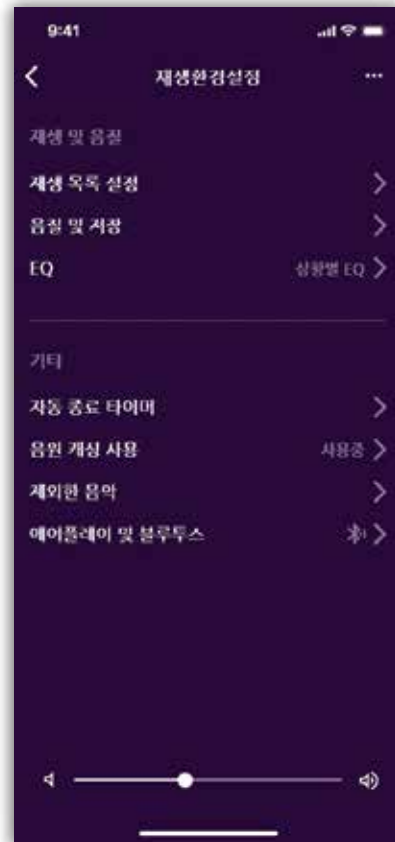 9:41
재생환경설정
재생 및 음질
재생 목록 설정
음질 및 저장
EQ 상황별 EQ
기타
자동 종료 타이머
음원 캐싱 사용 사용중
제외한 음악
에어플레이 및 블루투스